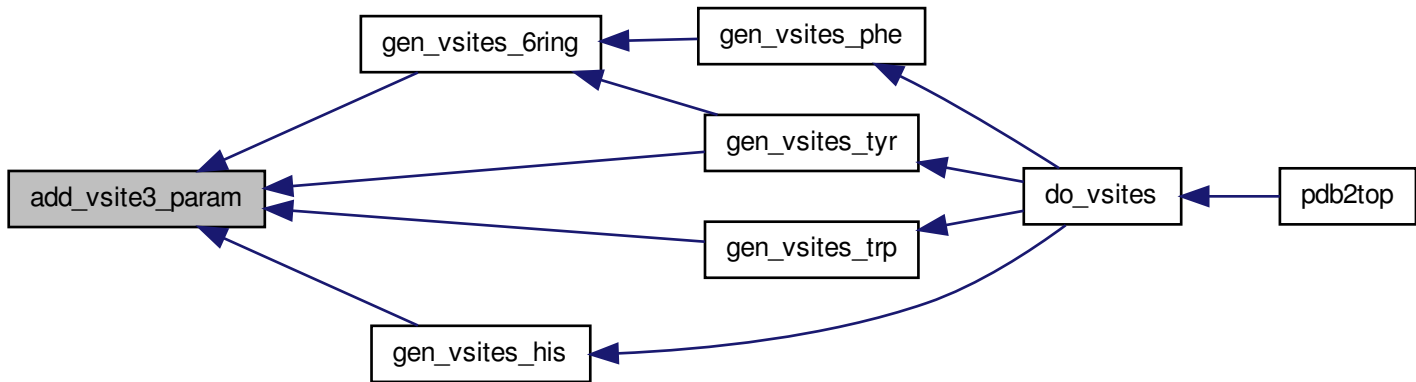 gen_vsites_6ring
gen_vsites_phe
gen_vsites_tyr
add_vsite3_param
do_vsites
pdb2top
gen_vsites_trp
gen_vsites_his